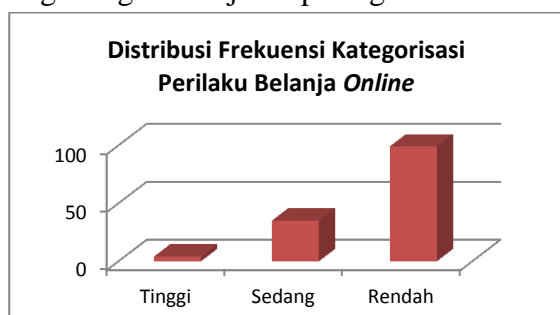 Distribusi Frekuensi Kategorisasi
Perilaku Belanja Online
100
50
0
Tinggi Sedang Rendah